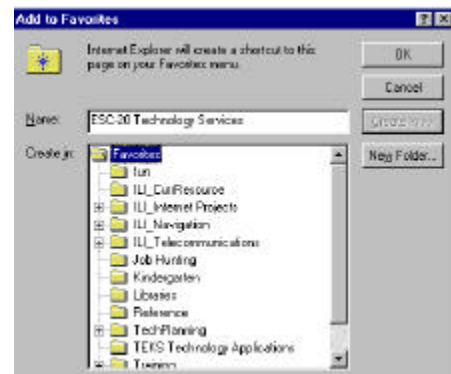 Add to Favorites
Internet Explorer will create a shortcut to this
page on your Favorites menu.
OK
Cancel
Name:
ESC-20 Technology Services
Create <<
Create in:
New Folder...
Favorites
fun
ILI_CurrResource
ILI_Internet Projects
ILI_Navigation
ILI_Telecommunications
Job Hunting
Kindergarten
Libraries
Reference
TechPlanning
TEKS Technology Applications
Training